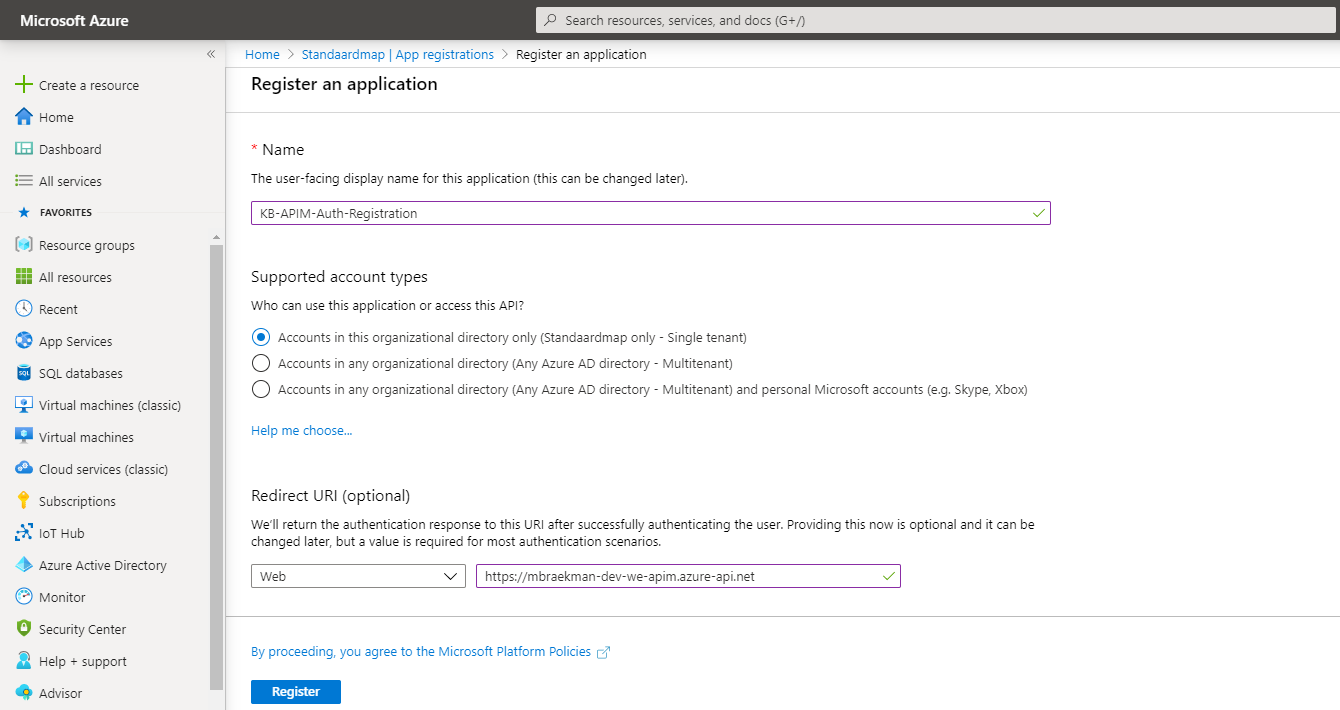 Microsoft Azure
Search resources, services, and docs (G+/)
«
Create a resource
Home
Dashboard
All services
FAVORITES
Resource groups
All resources
Recent
App Services
SQL databases
Virtual machines (classic)
Virtual machines
Cloud services (classic)
Subscriptions
IoT Hub
Azure Active Directory
Monitor
Security Center
Help + support
Advisor
Home > Standaardmap | App registrations > Register an application
Register an application
* Name
The user-facing display name for this application (this can be changed later).
KB-APIM-Auth-Registration
Supported account types
Who can use this application or access this API?
Accounts in this organizational directory only (Standaardmap only - Single tenant)
Accounts in any organizational directory (Any Azure AD directory - Multitenant)
Accounts in any organizational directory (Any Azure AD directory - Multitenant) and personal Microsoft accounts (e.g. Skype, Xbox)
Help me choose...
Redirect URI (optional)
We'll return the authentication response to this URI after successfully authenticating the user. Providing this now is optional and it can be
changed later, but a value is required for most authentication scenarios.
Web
https://mbraekman-dev-we-apim.azure-api.net
By proceeding, you agree to the Microsoft Platform Policies
Register